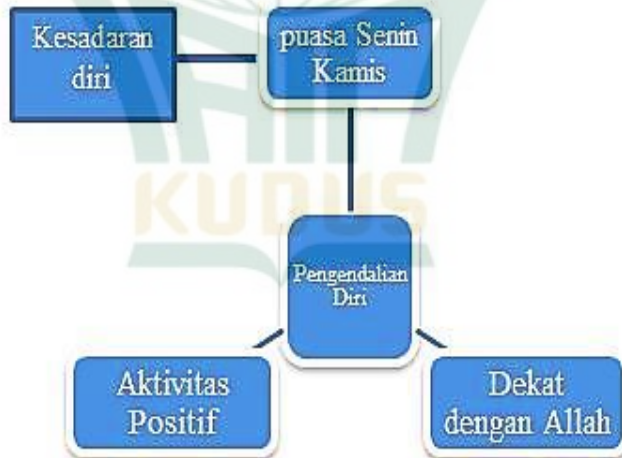 Kesadaran
diri
puasa Senin
Kamis
KUDUS
Pengendalian
Diri
Aktivitas
Positif
Dekat
dengan Allah